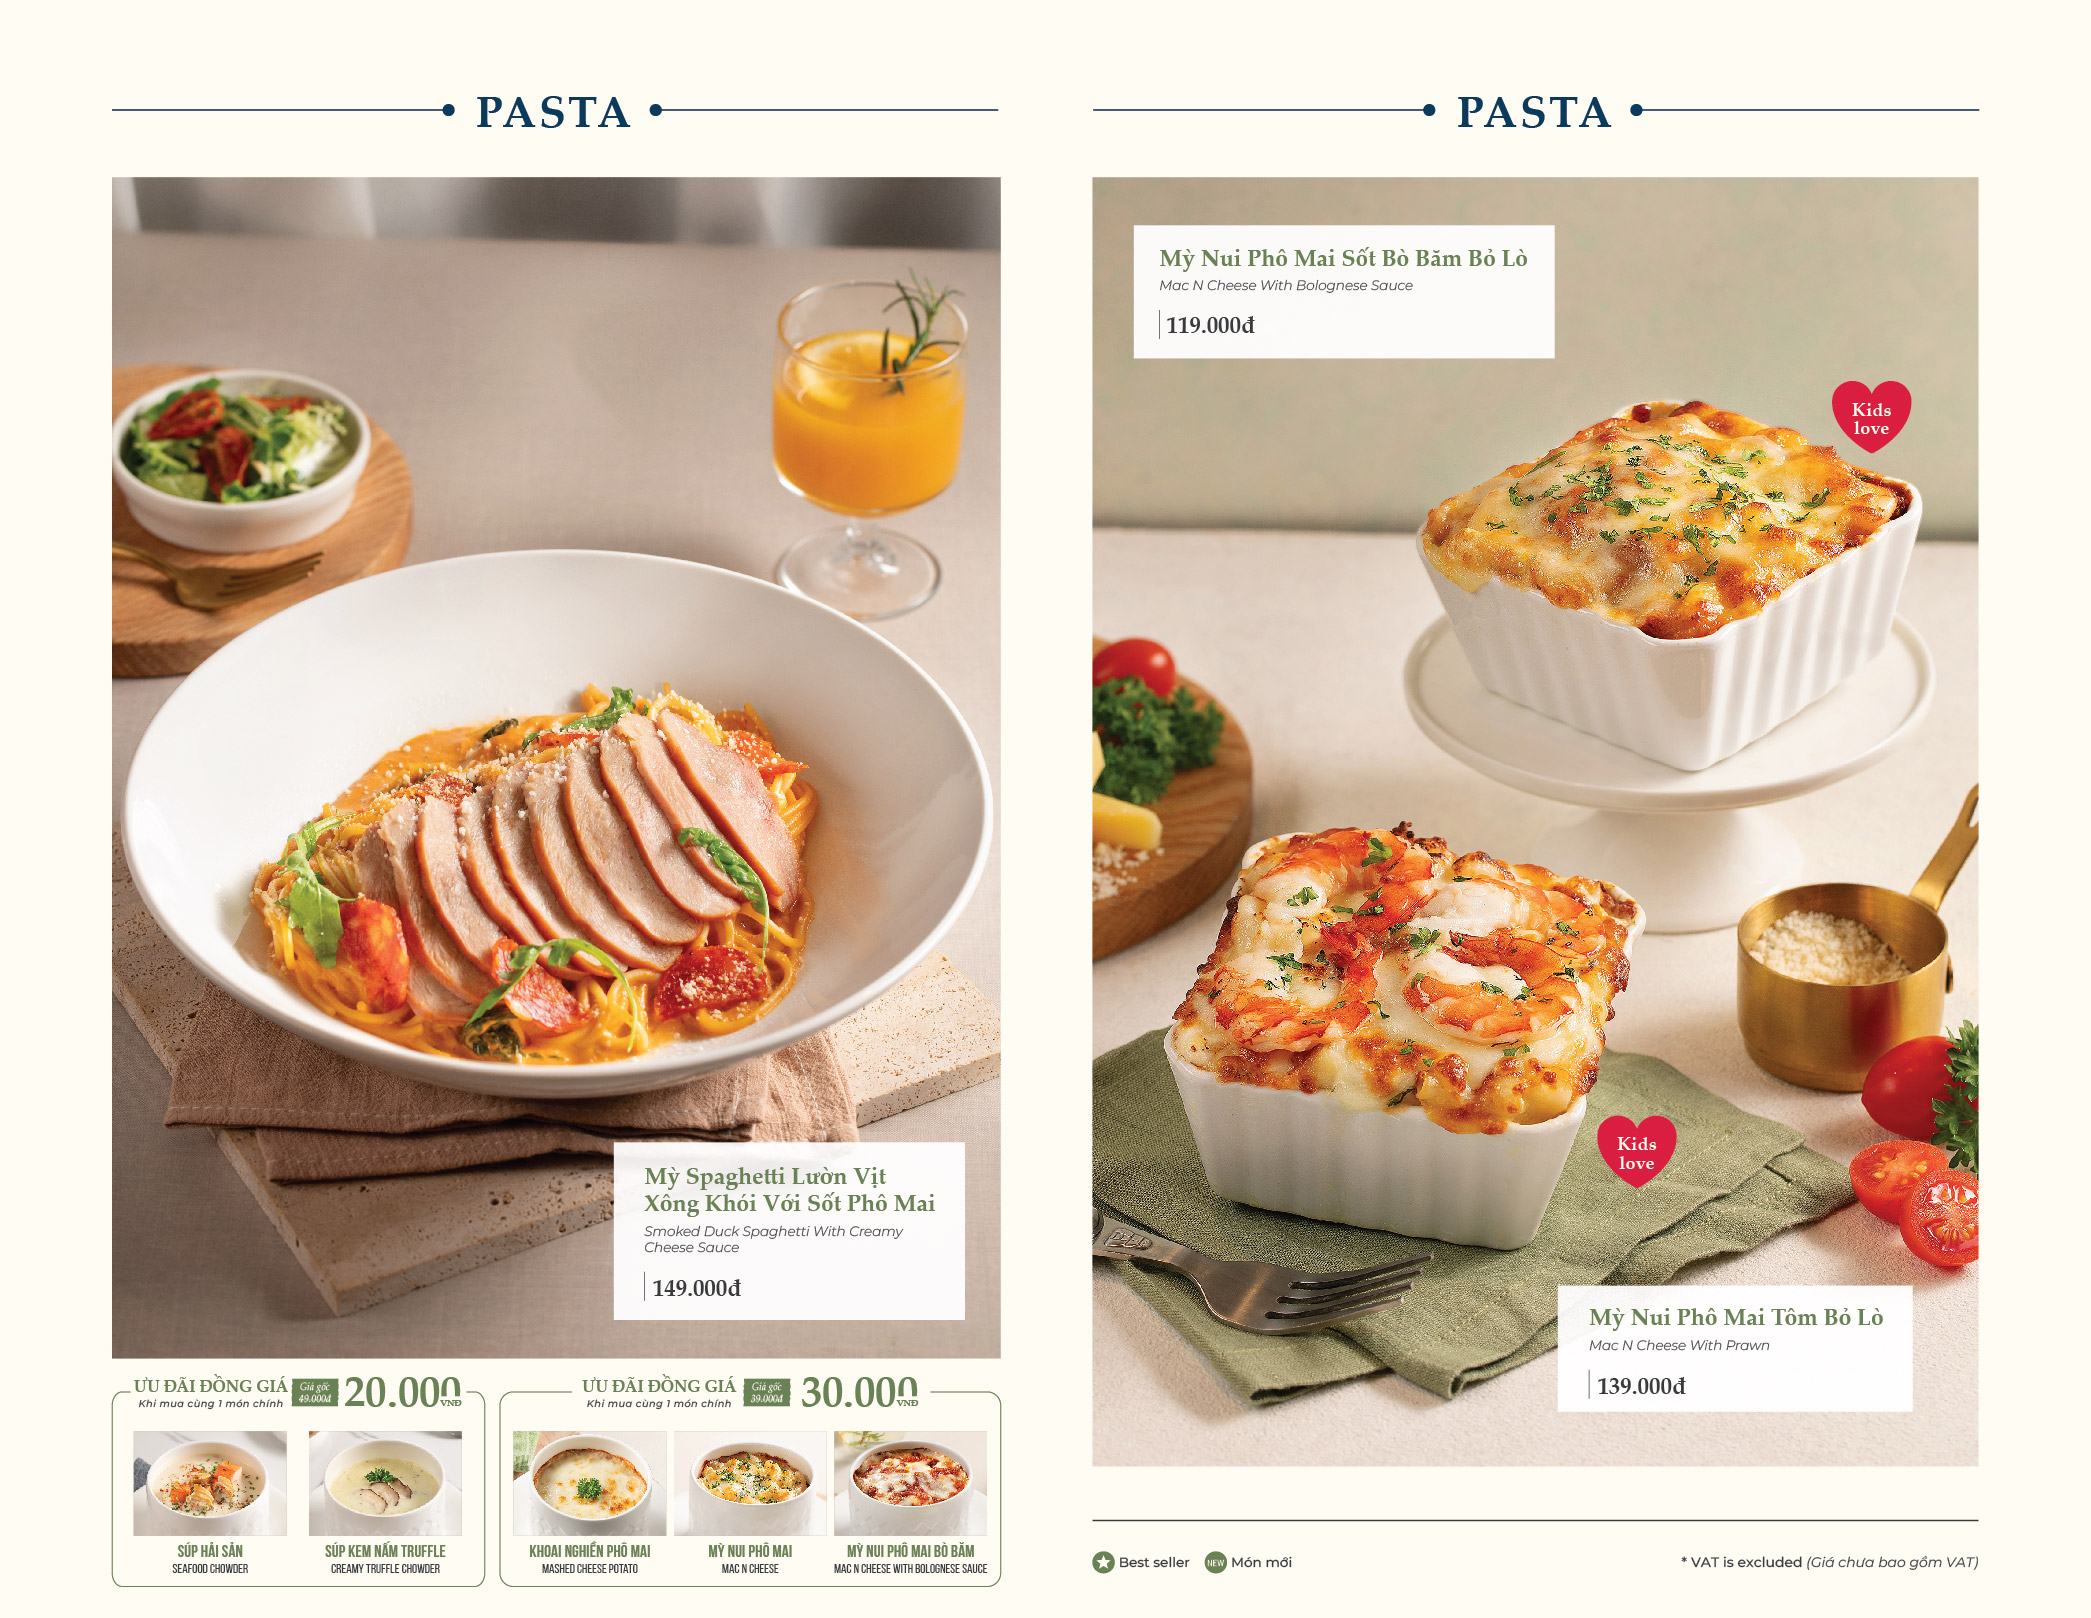 PASTA
Mỳ Spaghetti Lườn Vịt
Xông Khói Với Sốt Phô Mai
Smoked Duck Spaghetti With Creamy
Cheese Sauce
149.000đ
ƯU ĐÃI ĐỒNG GIÁ
Khi mua cùng 1 món chính
Giá gốc
49.000đ
20.000
VNĐ
SÚP HẢI SẢN
SEAFOOD CHOWDER
SÚP KEM NẤM TRUFFLE
CREAMY TRUFFLE CHOWDER
ƯU ĐÃI ĐỒNG GIÁ
Khi mua cùng 1 món chính
Giá gốc
39.000đ
30.000
VNĐ
KHOAI NGHIỀN PHÔ MAI
MASHED CHEESE POTATO
MỲ NUI PHÔ MAI
MAC N CHEESE
MỲ NUI PHÔ MAI BÒ BĂM
MAC N CHEESE WITH BOLOGNESE SAUCE
PASTA
Mỳ Nui Phô Mai Sốt Bò Băm Bỏ Lò
Mac N Cheese With Bolognese Sauce
119.000đ
Kids
love
Kids
love
Mỳ Nui Phô Mai Tôm Bỏ Lò
Mac N Cheese With Prawn
139.000đ
Best seller
NEW Món mới
* VAT is excluded (Giá chưa bao gồm VAT)